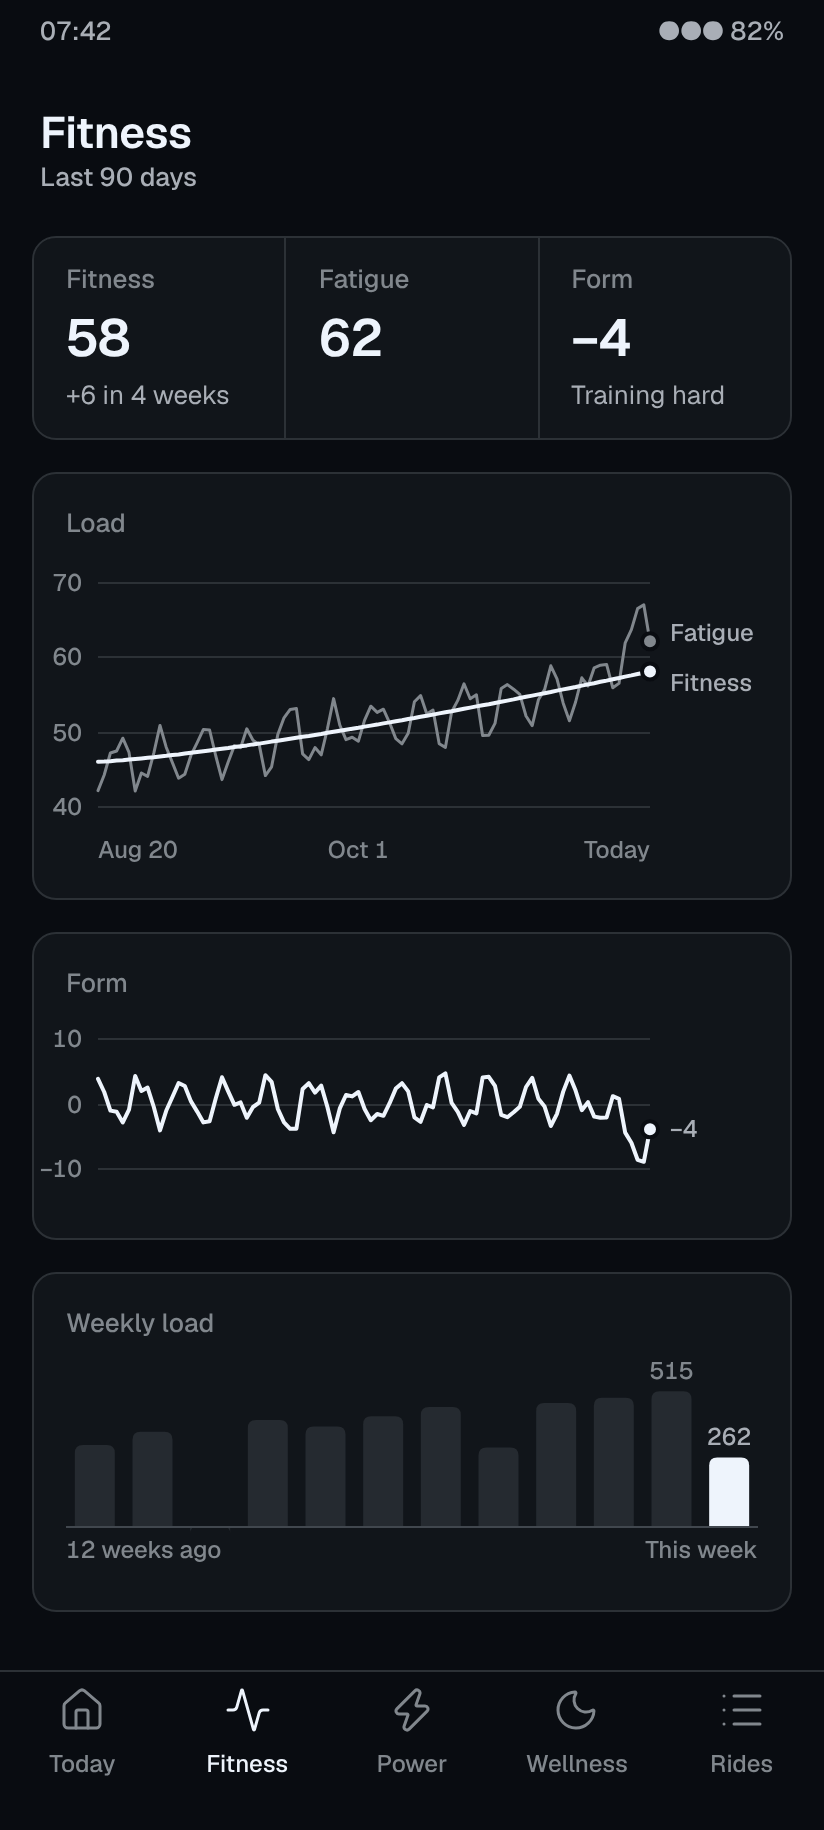 07:42
82%
Fitness
Last 90 days
Fitness
58
+6 in 4 weeks
Fatigue
62
Form
−4
Training hard
Load
70
60
50
40
Fatigue
Fitness
Aug 20
Oct 1
Today
Form
10
0
−10
−4
Weekly load
515
262
12 weeks ago
This week
Today
Fitness
Power
Wellness
Rides